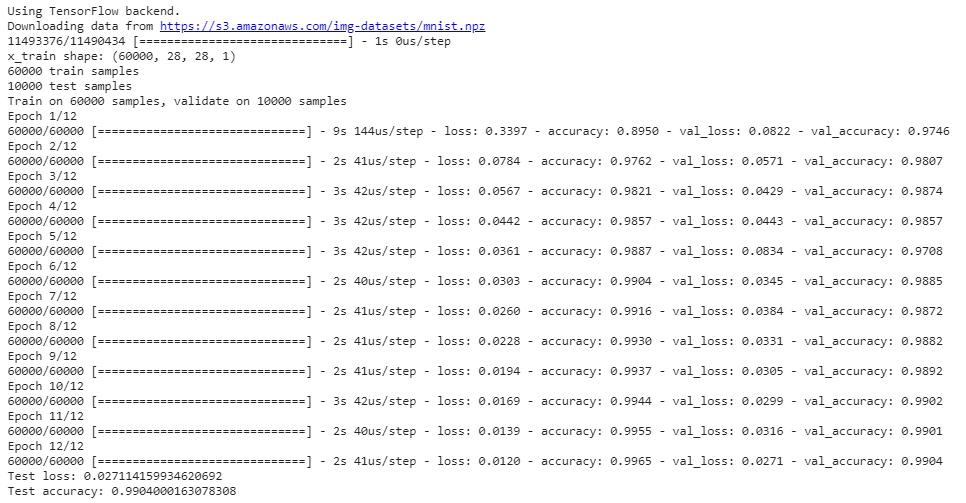 Using TensorFlow backend.
Downloading data from https://s3.amazonaws.com/img-datasets/mnist.npz
11493376/11490434 [==============================] - 1s 0us/step
x_train shape: (60000, 28, 28, 1)
60000 train samples
10000 test samples
Train on 60000 samples, validate on 10000 samples
Epoch 1/12
60000/60000 [==============================] - 9s 144us/step - loss: 0.3397 - accuracy: 0.8950 - val_loss: 0.0822 - val_accuracy: 0.9746
Epoch 2/12
60000/60000 [==============================] - 2s 41us/step - loss: 0.0784 - accuracy: 0.9762 - val_loss: 0.0571 - val_accuracy: 0.9807
Epoch 3/12
60000/60000 [==============================] - 3s 42us/step - loss: 0.0567 - accuracy: 0.9821 - val_loss: 0.0429 - val_accuracy: 0.9874
Epoch 4/12
60000/60000 [==============================] - 3s 42us/step - loss: 0.0442 - accuracy: 0.9857 - val_loss: 0.0443 - val_accuracy: 0.9857
Epoch 5/12
60000/60000 [==============================] - 3s 42us/step - loss: 0.0361 - accuracy: 0.9887 - val_loss: 0.0834 - val_accuracy: 0.9708
Epoch 6/12
60000/60000 [==============================] - 2s 40us/step - loss: 0.0303 - accuracy: 0.9904 - val_loss: 0.0345 - val_accuracy: 0.9885
Epoch 7/12
60000/60000 [==============================] - 2s 41us/step - loss: 0.0260 - accuracy: 0.9916 - val_loss: 0.0384 - val_accuracy: 0.9872
Epoch 8/12
60000/60000 [==============================] - 2s 41us/step - loss: 0.0228 - accuracy: 0.9930 - val_loss: 0.0331 - val_accuracy: 0.9882
Epoch 9/12
60000/60000 [==============================] - 2s 41us/step - loss: 0.0194 - accuracy: 0.9937 - val_loss: 0.0305 - val_accuracy: 0.9892
Epoch 10/12
60000/60000 [==============================] - 3s 42us/step - loss: 0.0169 - accuracy: 0.9944 - val_loss: 0.0299 - val_accuracy: 0.9902
Epoch 11/12
60000/60000 [==============================] - 2s 40us/step - loss: 0.0139 - accuracy: 0.9955 - val_loss: 0.0316 - val_accuracy: 0.9901
Epoch 12/12
60000/60000 [==============================] - 2s 41us/step - loss: 0.0120 - accuracy: 0.9965 - val_loss: 0.0271 - val_accuracy: 0.9904
Test loss: 0.027114159934620692
Test accuracy: 0.9904000163078308